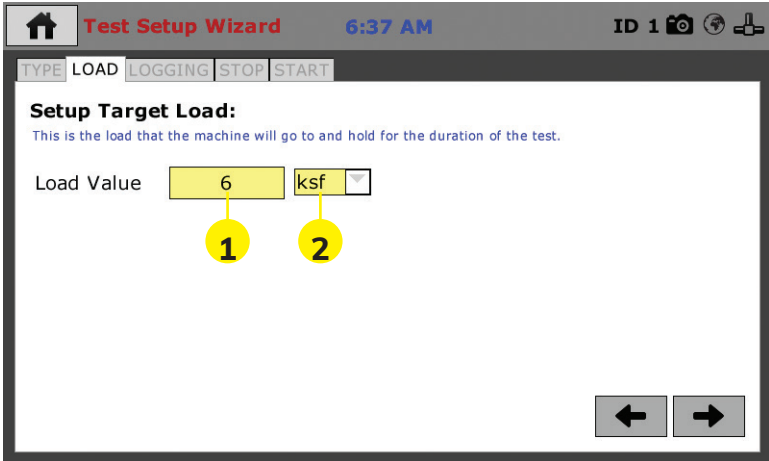 Test Setup Wizard 6:37 AM ID 1
TYPE LOAD LOGGING STOP START
Setup Target Load:
This is the load that the machine will go to and hold for the duration of the test.
Load Value 6 ksf
1 2